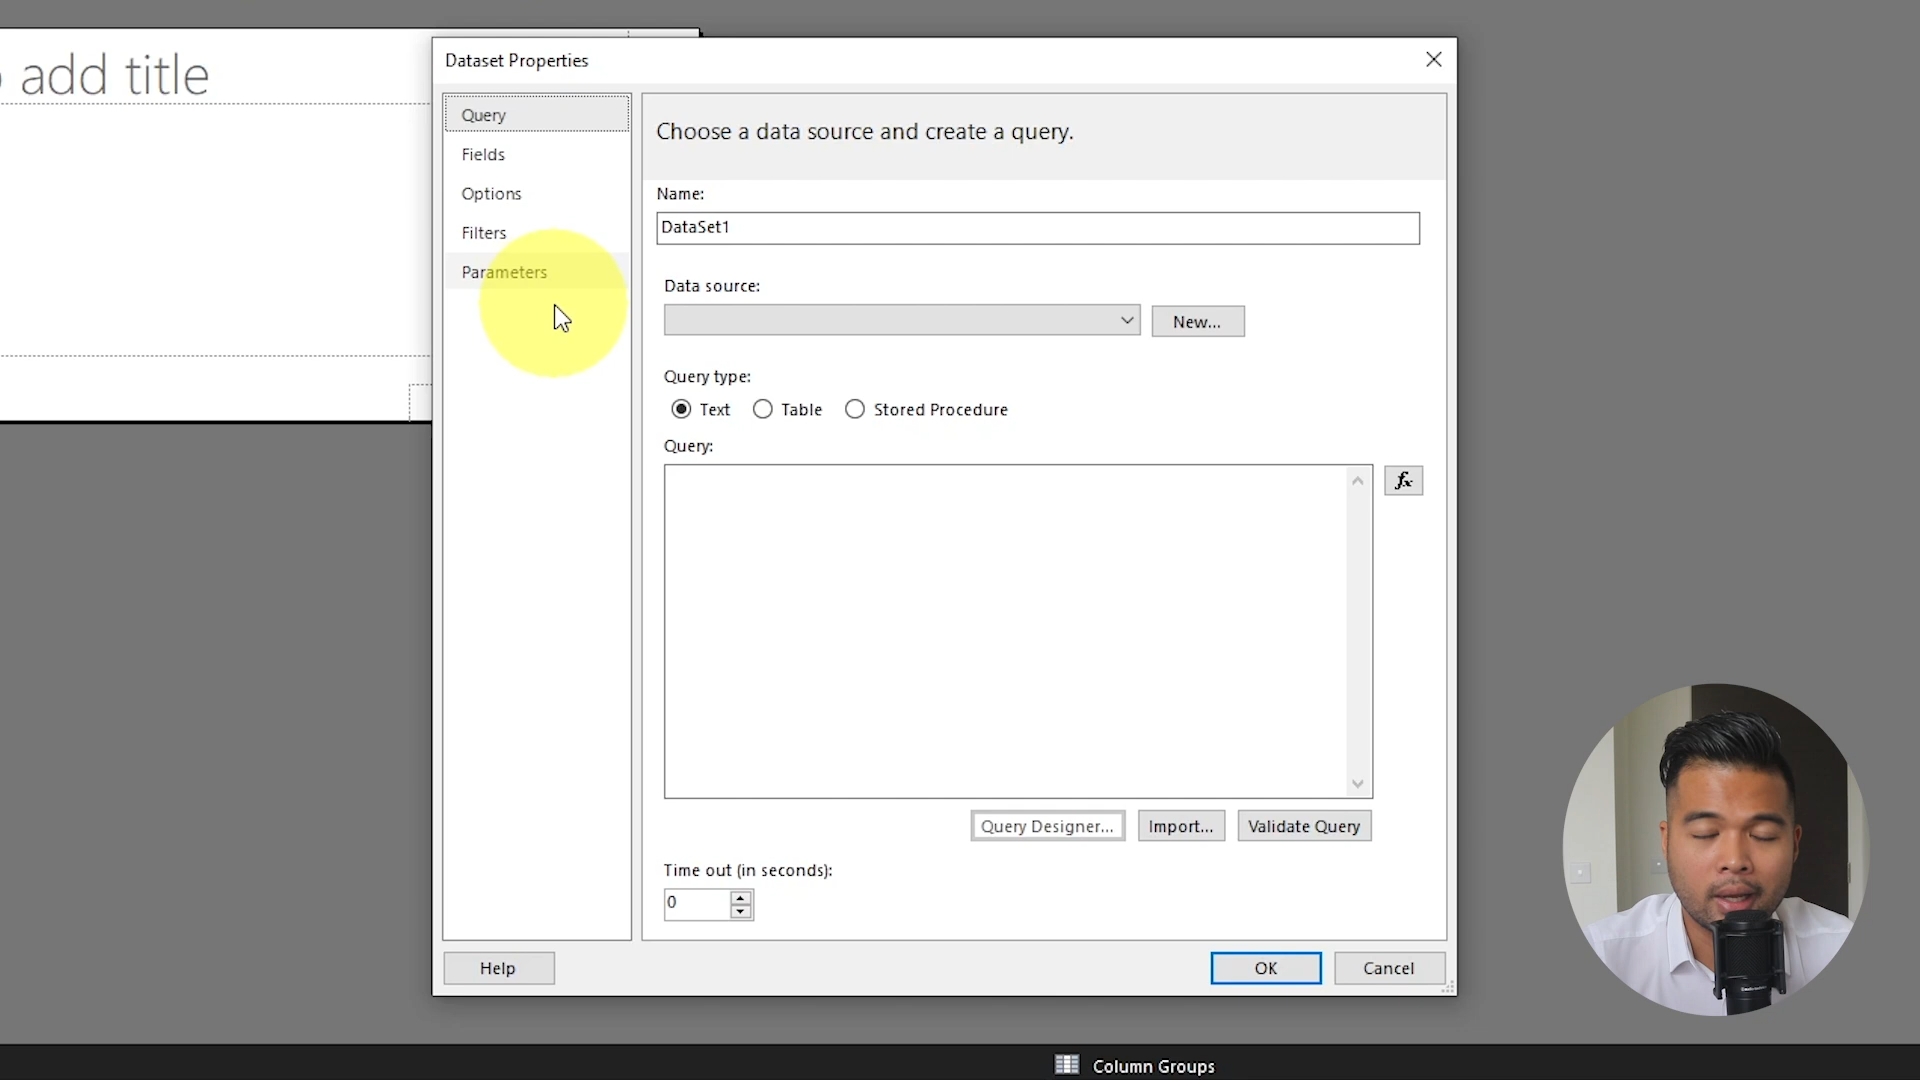 add title
Dataset Properties
Query
Fields
Options
Filters
Parameters
Choose a data source and create a query.
Name:
DataSet1
Data source:
New...
Query type:
Text Table Stored Procedure
Query:
fx
Query Designer... Import... Validate Query
Time out (in seconds):
0
Help OK Cancel
Column Groups